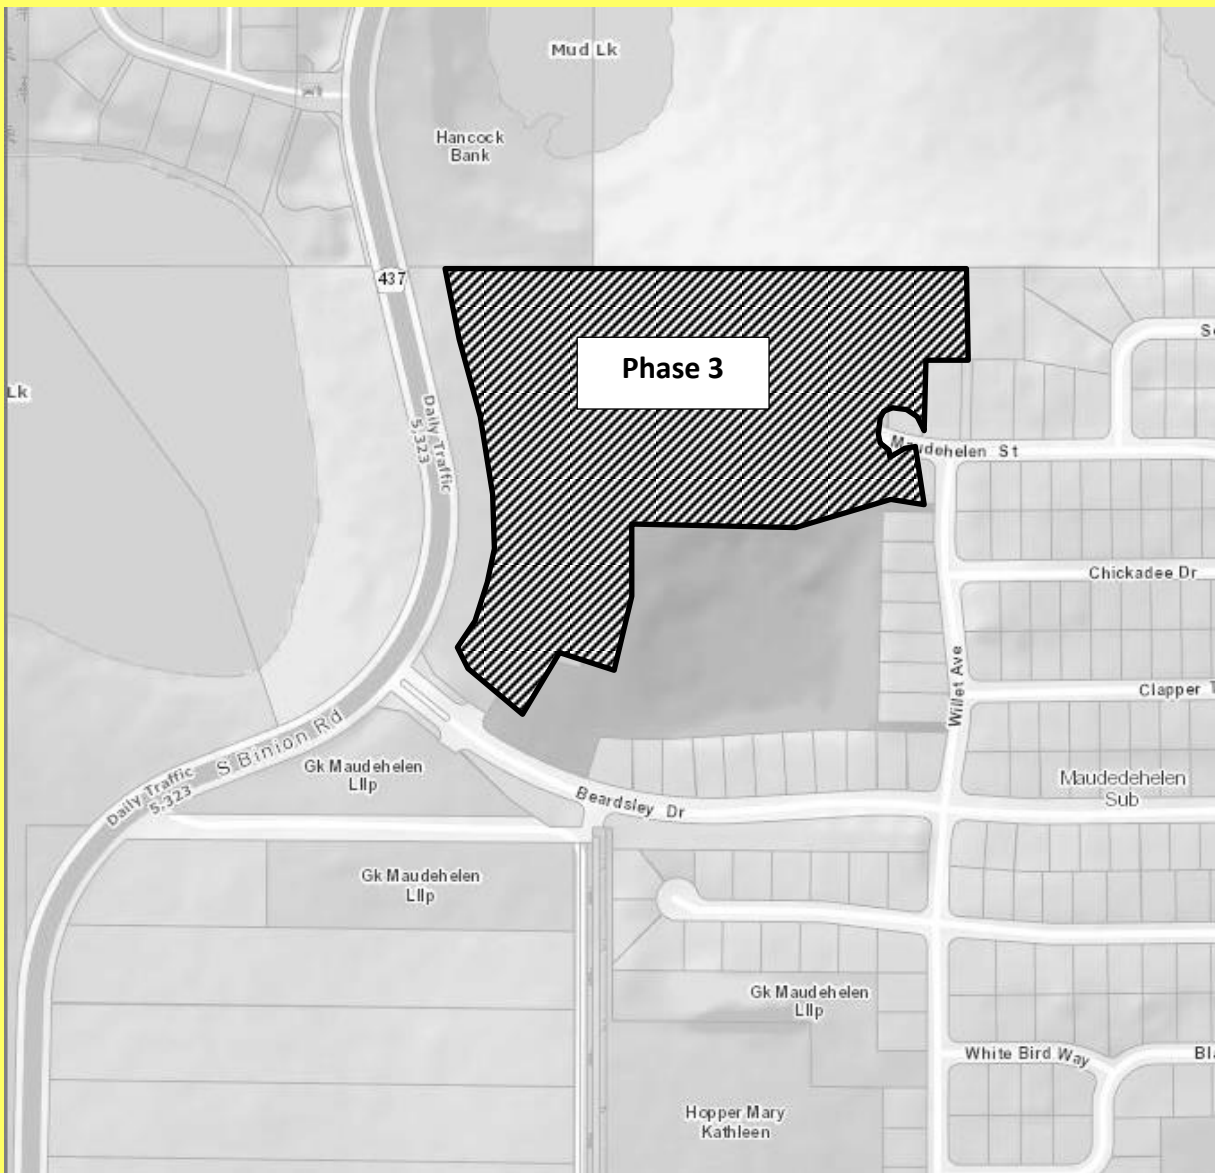 Mud Lk
Hancock
Bank
437
Phase 3
Lk
Daily Traffic
5,323
Maudehelen St
Chickadee Dr
Willet Ave
Clapper T
S Binion Rd
Gk Maudehelen
Lllp
Daily Traffic
5,323
Beardsley Dr
Maudedehelen
Sub
Gk Maudehelen
Lllp
Gk Maudehelen
Lllp
White Bird Way
Bl
Hopper Mary
Kathleen